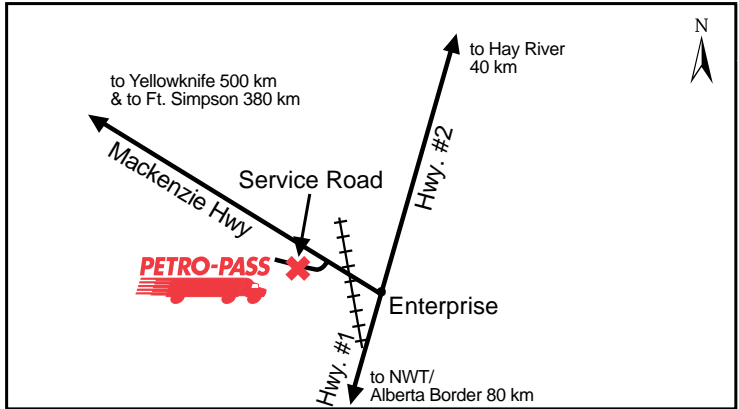 N
to Hay River
40 km
to Yellowknife 500 km
& to Ft. Simpson 380 km
Hwy. #2
Mackenzie Hwy
Service Road
PETRO-PASS
Enterprise
Hwy. #1
to NWT/
Alberta Border 80 km